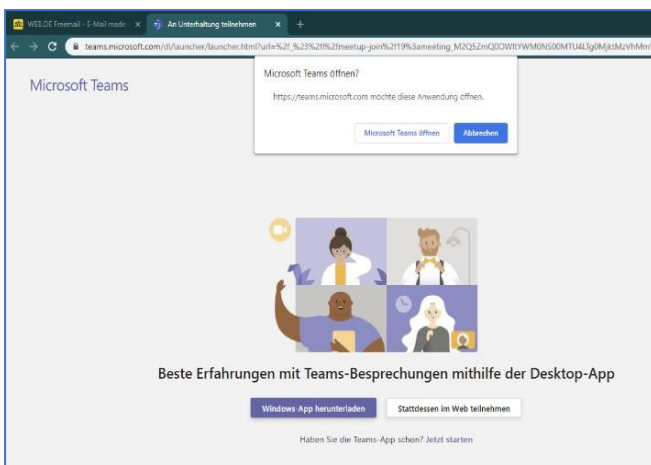 WEB.DE Freemail - E-Mail made
An Unterhaltung teilnehmen
teams.microsoft.com/dl/launcher/launcher.html?url=%2f_%23%2fl%2fmeetup-join%2f19%3ameeting_
Microsoft Teams
Microsoft Teams öffnen?
https://teams.microsoft.com möchte diese Anwendung öffnen.
Microsoft Teams öffnen
Abbrechen
Beste Erfahrungen mit Teams-Besprechungen mithilfe der Desktop-App
Windows-App herunterladen
Stattdessen im Web teilnehmen
Haben Sie die Teams-App schon? Jetzt starten